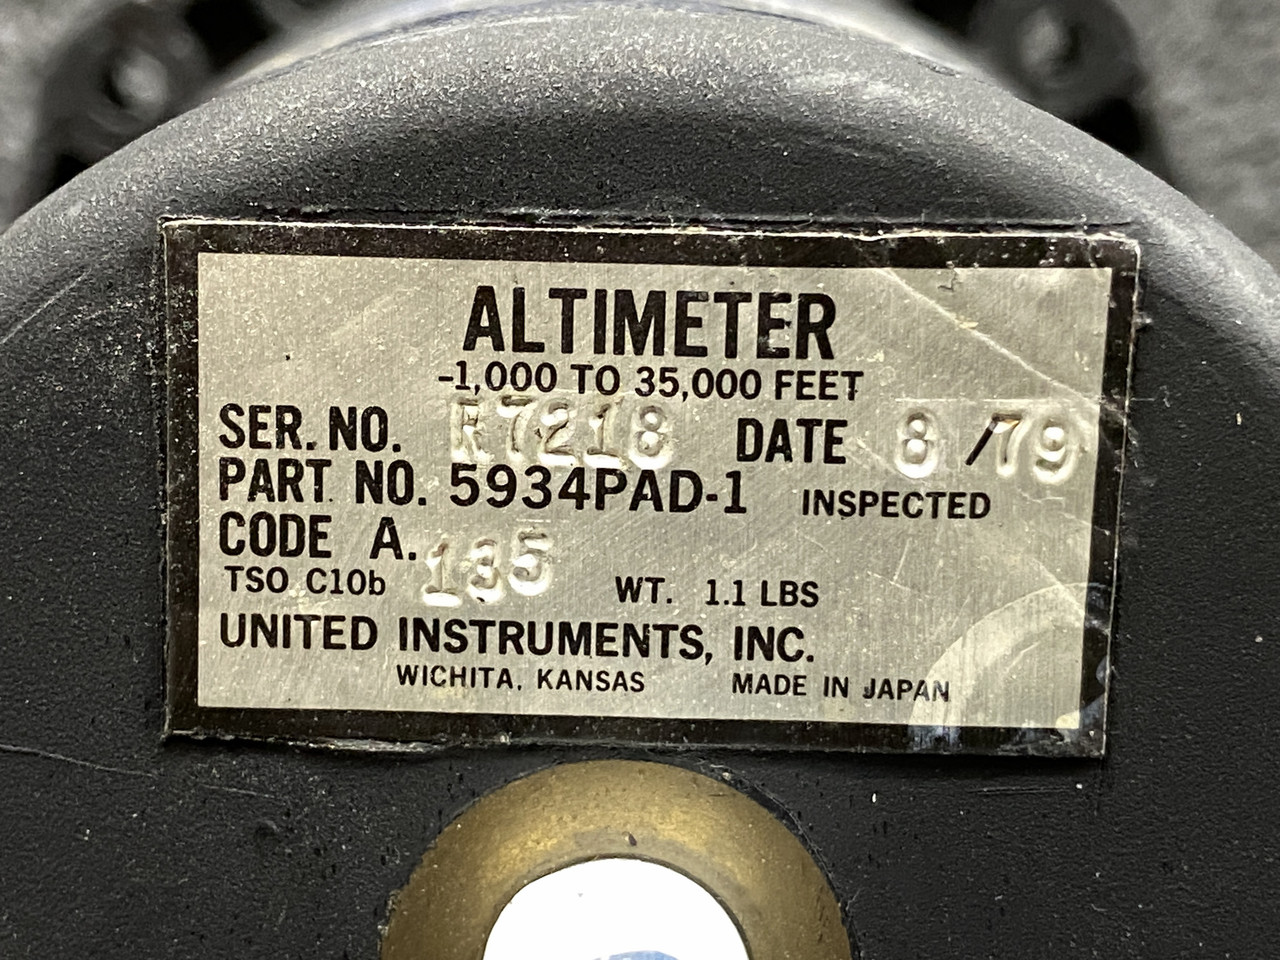 ALTIMETER
-1,000 TO 35,000 FEET
SER. NO. R7218 DATE 8/79
PART NO. 5934PAD-1 INSPECTED
CODE A. 135
TSO C10b WT. 1.1 LBS
UNITED INSTRUMENTS, INC.
WICHITA, KANSAS MADE IN JAPAN